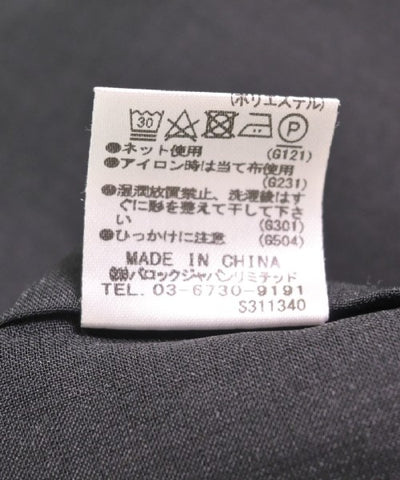 (ポリエステル)
30
P
●ネット使用 (G121)
●アイロン時は当て布使用
(G231)
●湿潤放置禁止、洗濯後はす
ぐに形を整えて干して下さ
い (G301)
●ひっかけに注意 (G504)
MADE IN CHINA
㈱バロックジャパンリミテッド
TEL. 03-6730-9191
S311340